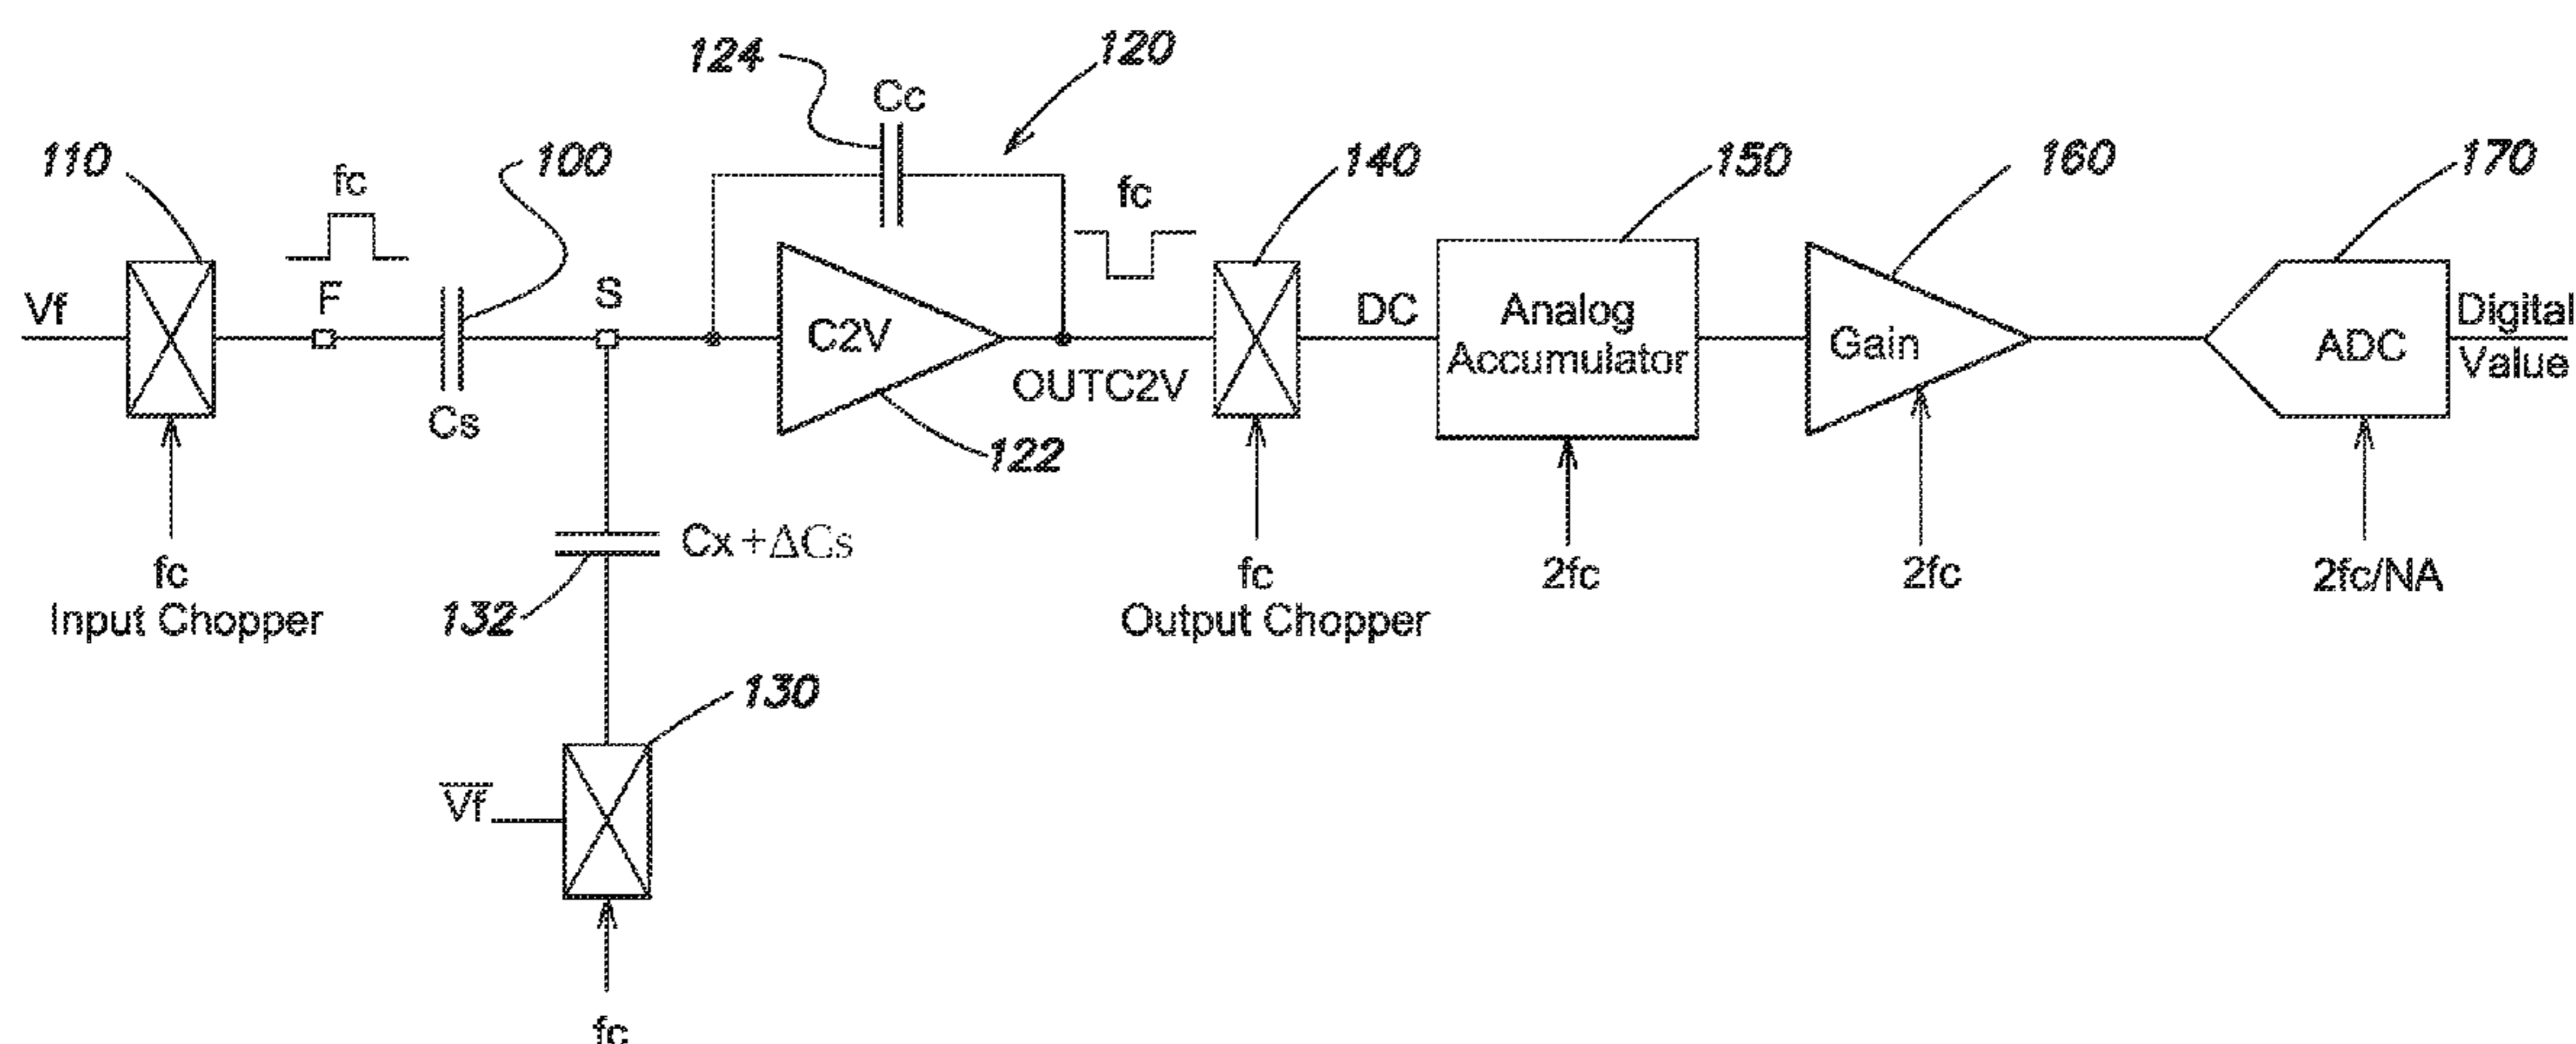 124
120
Cc
110
fc
100
fc
140
150
160
170
Vf
F
S
C2V
OUTC2V
DC
Analog
Accumulator
Gain
ADC
Digital
Value
Cs
122
Cx + ΔCs
132
fc
Input Chopper
fc
Output Chopper
2fc
2fc
2fc/NA
130
V̅f̅
fc